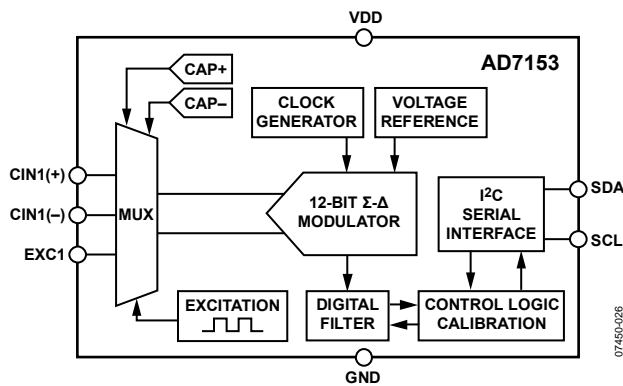 VDD
AD7153
CAP+
CAP–
CLOCK
GENERATOR
VOLTAGE
REFERENCE
CIN1(+)
CIN1(–)
EXC1
MUX
12-BIT Σ-Δ
MODULATOR
I²C
SERIAL
INTERFACE
SDA
SCL
EXCITATION
DIGITAL
FILTER
CONTROL LOGIC
CALIBRATION
GND
07450-026